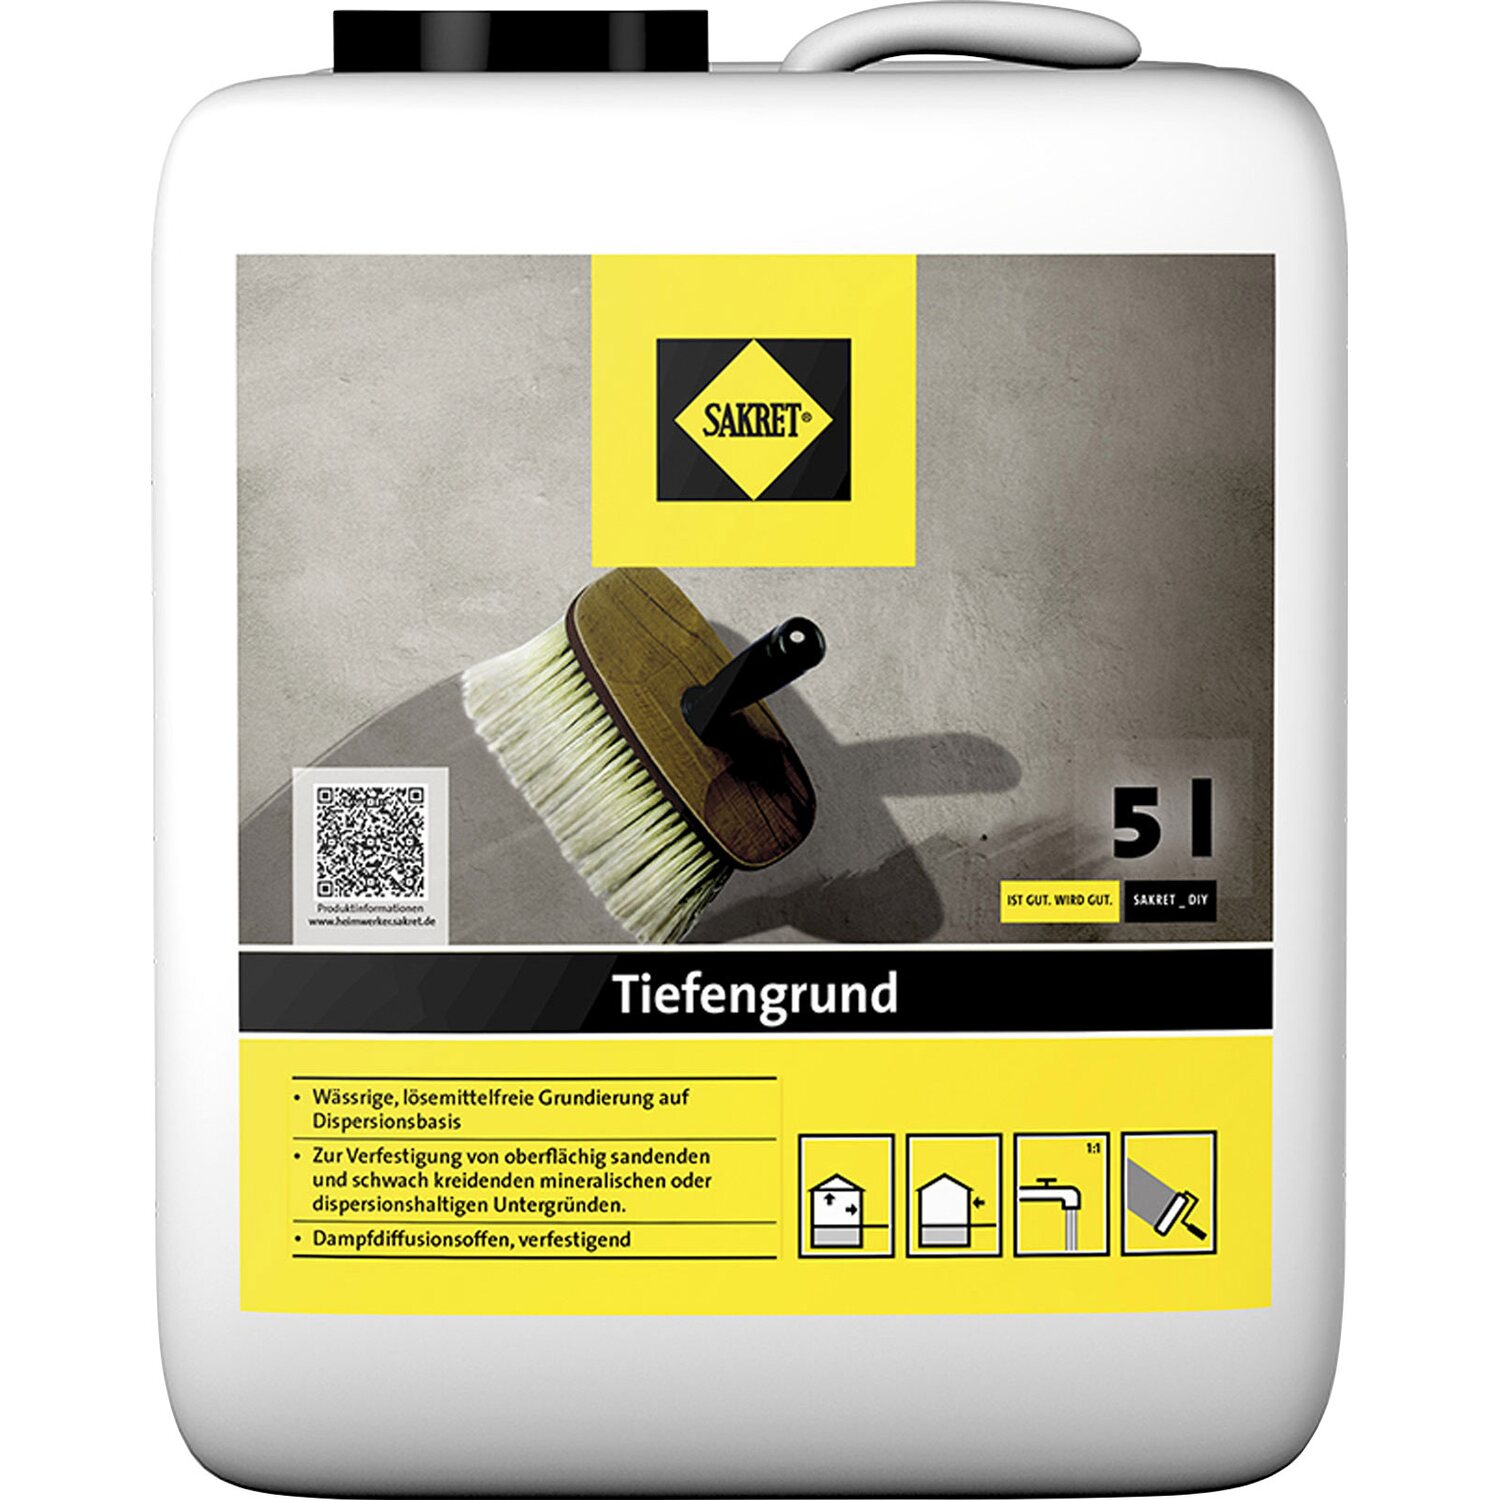 SAKRET®
5 l
IST GUT. WIRD GUT.
SAKRET _ DIY
Produktinformationen
www.heimwerker.sakret.de
Tiefengrund
• Wässrige, lösemittelfreie Grundierung auf
Dispersionsbasis
• Zur Verfestigung von oberflächig sandenden
und schwach kreidenden mineralischen oder
dispersionshaltigen Untergründen.
• Dampfdiffusionsoffen, verfestigend
1:1